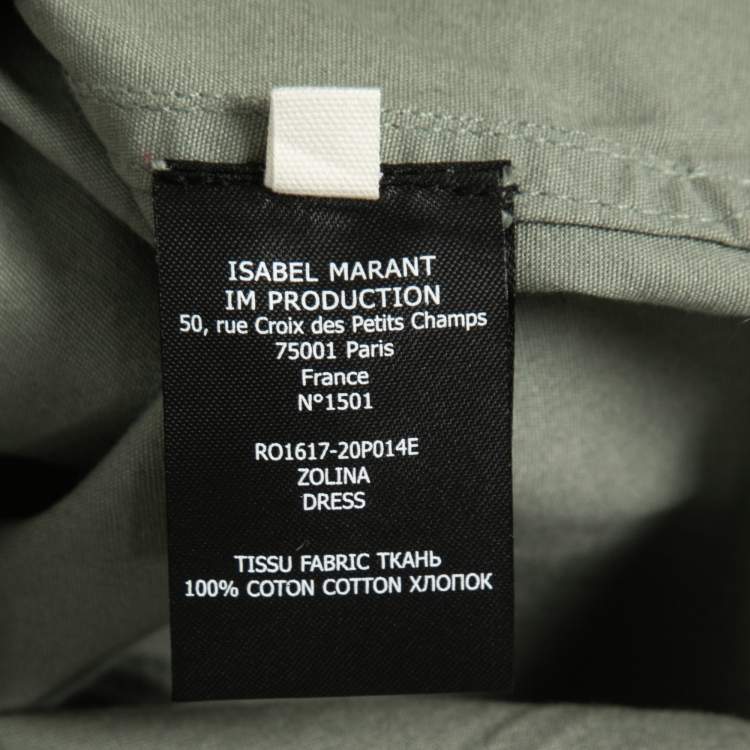 ISABEL MARANT
IM PRODUCTION
50, rue Croix des Petits Champs
75001 Paris
France
N°1501
RO1617-20P014E
ZOLINA
DRESS
TISSU FABRIC ТКАНЬ
100% COTON COTTON ХЛОПОК